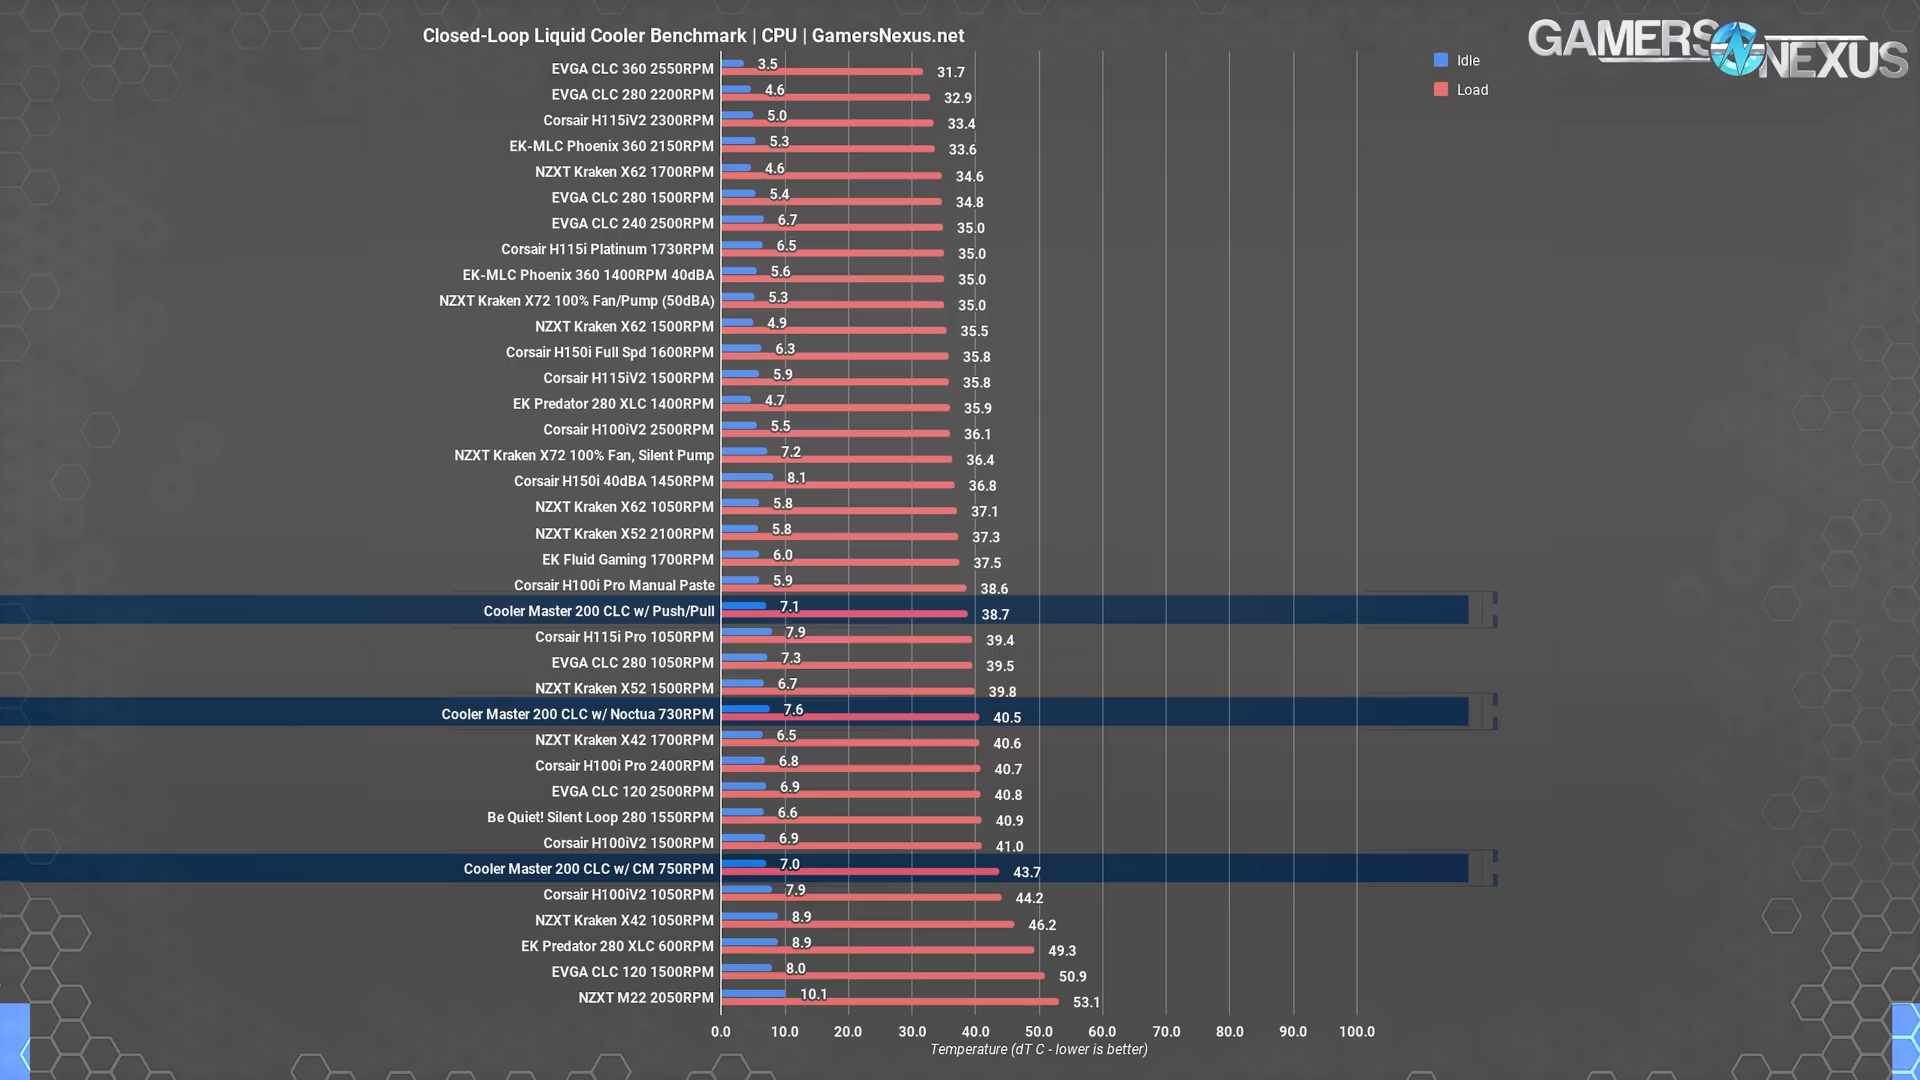 Closed-Loop Liquid Cooler Benchmark | CPU | GamersNexus.net
GAMERS NEXUS
Idle
Load
EVGA CLC 360 2550RPM 3.5 31.7
EVGA CLC 280 2200RPM 4.6 32.9
Corsair H115iV2 2300RPM 5.0 33.4
EK-MLC Phoenix 360 2150RPM 5.3 33.6
NZXT Kraken X62 1700RPM 4.6 34.6
EVGA CLC 280 1500RPM 5.4 34.8
EVGA CLC 240 2500RPM 6.7 35.0
Corsair H115i Platinum 1730RPM 6.5 35.0
EK-MLC Phoenix 360 1400RPM 40dBA 5.6 35.0
NZXT Kraken X72 100% Fan/Pump (50dBA) 5.3 35.0
NZXT Kraken X62 1500RPM 4.9 35.5
Corsair H150i Full Spd 1600RPM 6.3 35.8
Corsair H115iV2 1500RPM 5.9 35.8
EK Predator 280 XLC 1400RPM 4.7 35.9
Corsair H100iV2 2500RPM 5.5 36.1
NZXT Kraken X72 100% Fan, Silent Pump 7.2 36.4
Corsair H150i 40dBA 1450RPM 8.1 36.8
NZXT Kraken X62 1050RPM 5.8 37.1
NZXT Kraken X52 2100RPM 5.8 37.3
EK Fluid Gaming 1700RPM 6.0 37.5
Corsair H100i Pro Manual Paste 5.9 38.6
Cooler Master 200 CLC w/ Push/Pull 7.1 38.7
Corsair H115i Pro 1050RPM 7.9 39.4
EVGA CLC 280 1050RPM 7.3 39.5
NZXT Kraken X52 1500RPM 6.7 39.8
Cooler Master 200 CLC w/ Noctua 730RPM 7.6 40.5
NZXT Kraken X42 1700RPM 6.5 40.6
Corsair H100i Pro 2400RPM 6.8 40.7
EVGA CLC 120 2500RPM 6.9 40.8
Be Quiet! Silent Loop 280 1550RPM 6.6 40.9
Corsair H100iV2 1500RPM 6.9 41.0
Cooler Master 200 CLC w/ CM 750RPM 7.0 43.7
Corsair H100iV2 1050RPM 7.9 44.2
NZXT Kraken X42 1050RPM 8.9 46.2
EK Predator 280 XLC 600RPM 8.9 49.3
EVGA CLC 120 1500RPM 8.0 50.9
NZXT M22 2050RPM 10.1 53.1
0.0 10.0 20.0 30.0 40.0 50.0 60.0 70.0 80.0 90.0 100.0
Temperature (dT C - lower is better)